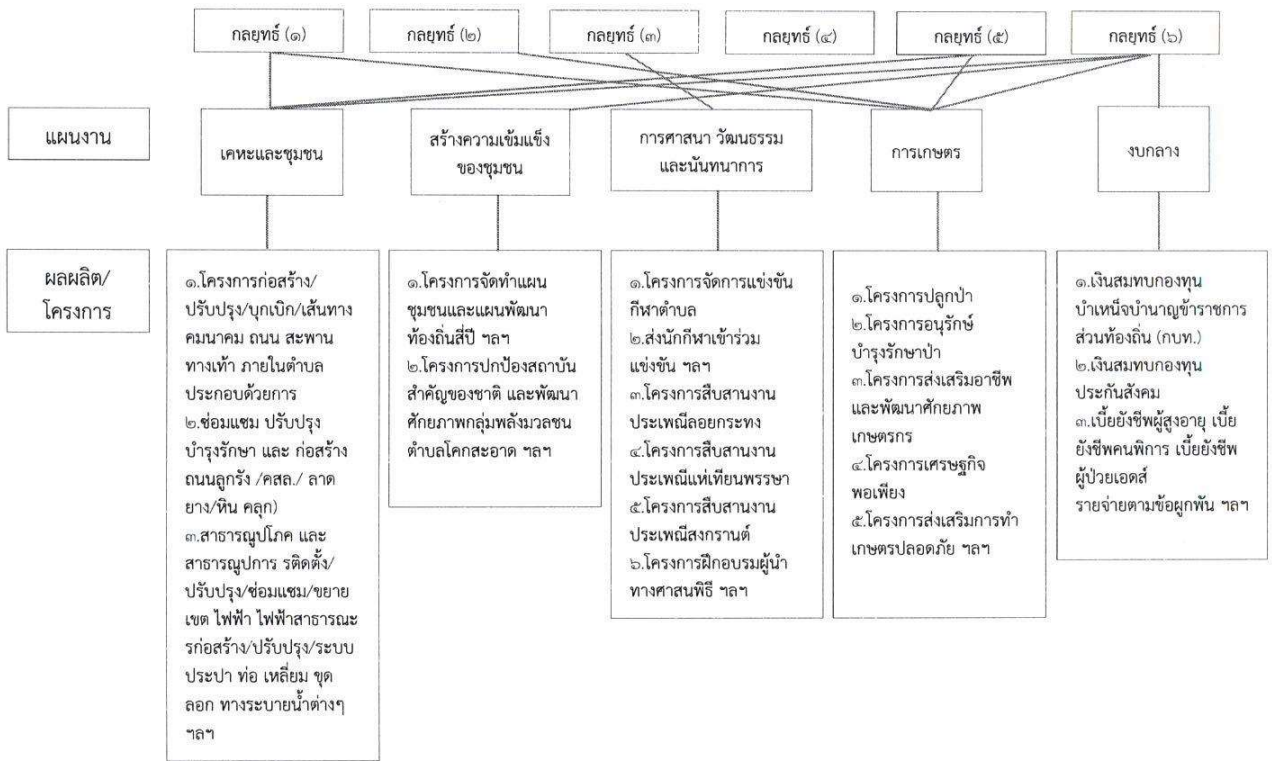 กลยุทธ์ (๑)
กลยุทธ์ (๒)
กลยุทธ์ (๓)
กลยุทธ์ (๔)
กลยุทธ์ (๕)
กลยุทธ์ (๖)
แผนงาน
เคหะและชุมชน
สร้างความเข้มแข็ง
ของชุมชน
การศาสนา วัฒนธรรม
และนันทนาการ
การเกษตร
งบกลาง
ผลผลิต/
โครงการ
๑.โครงการก่อสร้าง/
ปรับปรุง/บุกเบิก/เส้นทาง
คมนาคม ถนน สะพาน
ทางเท้า ภายในตำบล
ประกอบด้วยการ
๒.ซ่อมแซม ปรับปรุง
บำรุงรักษา และ ก่อสร้าง
ถนนลูกรัง /คสล./ ลาด
ยาง/หิน คลุก)
๓.สาธารณูปโภค และ
สาธารณูปการ รติดตั้ง/
ปรับปรุง/ซ่อมแซม/ขยาย
เขต ไฟฟ้า ไฟฟ้าสาธารณะ
รก่อสร้าง/ปรับปรุง/ระบบ
ประปา ท่อ เหลี่ยม ขุด
ลอก ทางระบายน้ำต่างๆ
ฯลฯ
๑.โครงการจัดทำแผน
ชุมชนและแผนพัฒนา
ท้องถิ่นสี่ปี ฯลฯ
๒.โครงการปกป้องสถาบัน
สำคัญของชาติ และพัฒนา
ศักยภาพกลุ่มพลังมวลชน
ตำบลโคกสะอาด ฯลฯ
๑.โครงการจัดการแข่งขัน
กีฬาตำบล
๒.ส่งนักกีฬาเข้าร่วม
แข่งขัน ฯลฯ
๓.โครงการสืบสานงาน
ประเพณีลอยกระทง
๔.โครงการสืบสานงาน
ประเพณีแห่เทียนพรรษา
๕.โครงการสืบสานงาน
ประเพณีสงกรานต์
๖.โครงการฝึกอบรมผู้นำ
ทางศาสนพิธี ฯลฯ
๑.โครงการปลูกป่า
๒.โครงการอนุรักษ์
บำรุงรักษาป่า
๓.โครงการส่งเสริมอาชีพ
และพัฒนาศักยภาพ
เกษตรกร
๔.โครงการเศรษฐกิจ
พอเพียง
๕.โครงการส่งเสริมการทำ
เกษตรปลอดภัย ฯลฯ
๑.เงินสมทบกองทุน
บำเหน็จบำนาญข้าราชการ
ส่วนท้องถิ่น (กบท.)
๒.เงินสมทบกองทุน
ประกันสังคม
๓.เบี้ยยังชีพผู้สูงอายุ เบี้ย
ยังชีพคนพิการ เบี้ยยังชีพ
ผู้ป่วยเอดส์
รายจ่ายตามข้อผูกพัน ฯลฯ